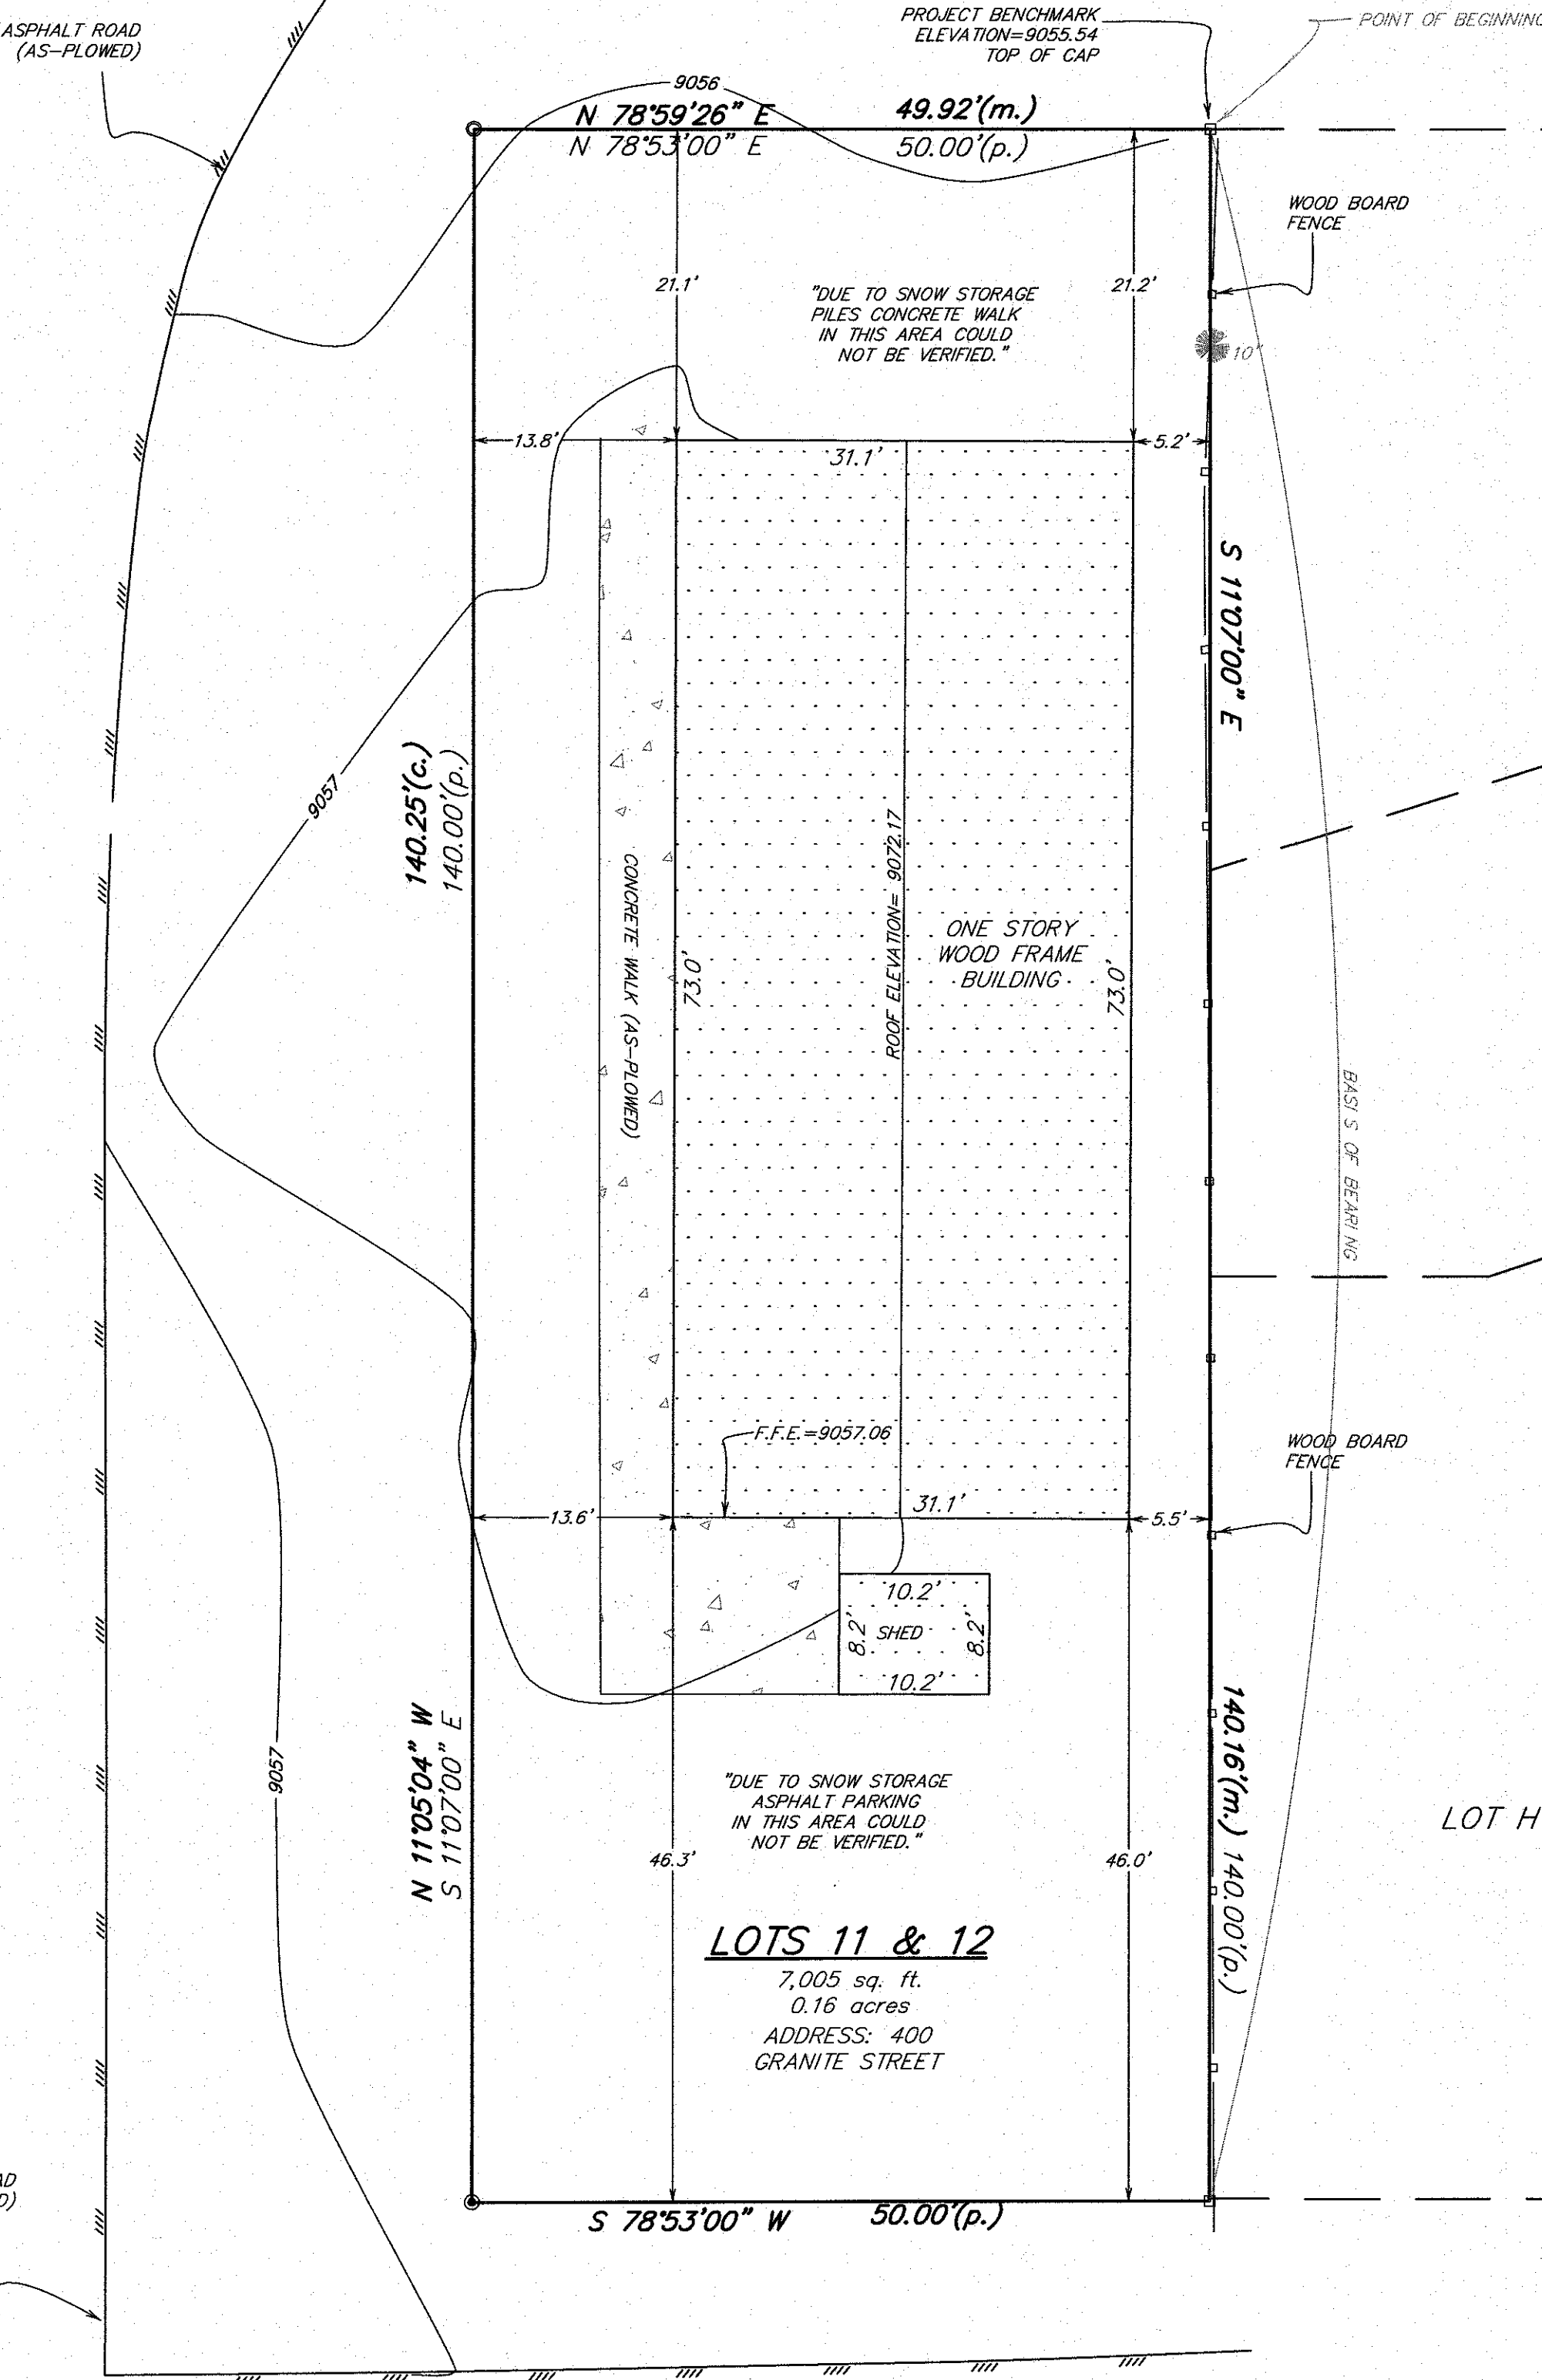 ASPHALT ROAD
(AS-PLOWED)
PROJECT BENCHMARK
ELEVATION=9055.54
TOP OF CAP
POINT OF BEGINNING
9056
N 78°59'26" E 49.92'(m.)
N 78°53'00" E 50.00'(p.)
WOOD BOARD
FENCE
21.1'
21.2'
"DUE TO SNOW STORAGE
PILES CONCRETE WALK
IN THIS AREA COULD
NOT BE VERIFIED."
10"
13.8'
31.1'
5.2'
S 11°07'00" E
140.25'(c.)
140.00'(p.)
9057
CONCRETE WALK (AS-PLOWED)
73.0'
ROOF ELEVATION= 9072.17
ONE STORY
WOOD FRAME
BUILDING
73.0'
BASIS OF BEARING
F.F.E.=9057.06
WOOD BOARD
FENCE
13.6'
31.1'
5.5'
10.2'
8.2'
SHED
8.2'
10.2'
N 11°05'04" W
S 11°07'00" E
9057
140.16'(m.) 140.00'(p.)
"DUE TO SNOW STORAGE
ASPHALT PARKING
IN THIS AREA COULD
NOT BE VERIFIED."
46.3'
46.0'
LOT H
LOTS 11 & 12
7,005 sq. ft.
0.16 acres
ADDRESS: 400
GRANITE STREET
S 78°53'00" W 50.00'(p.)